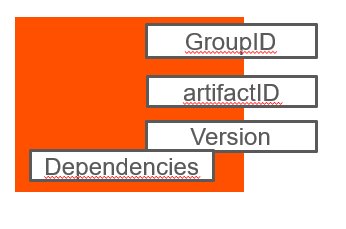 GroupID
artifactID
Version
Dependencies